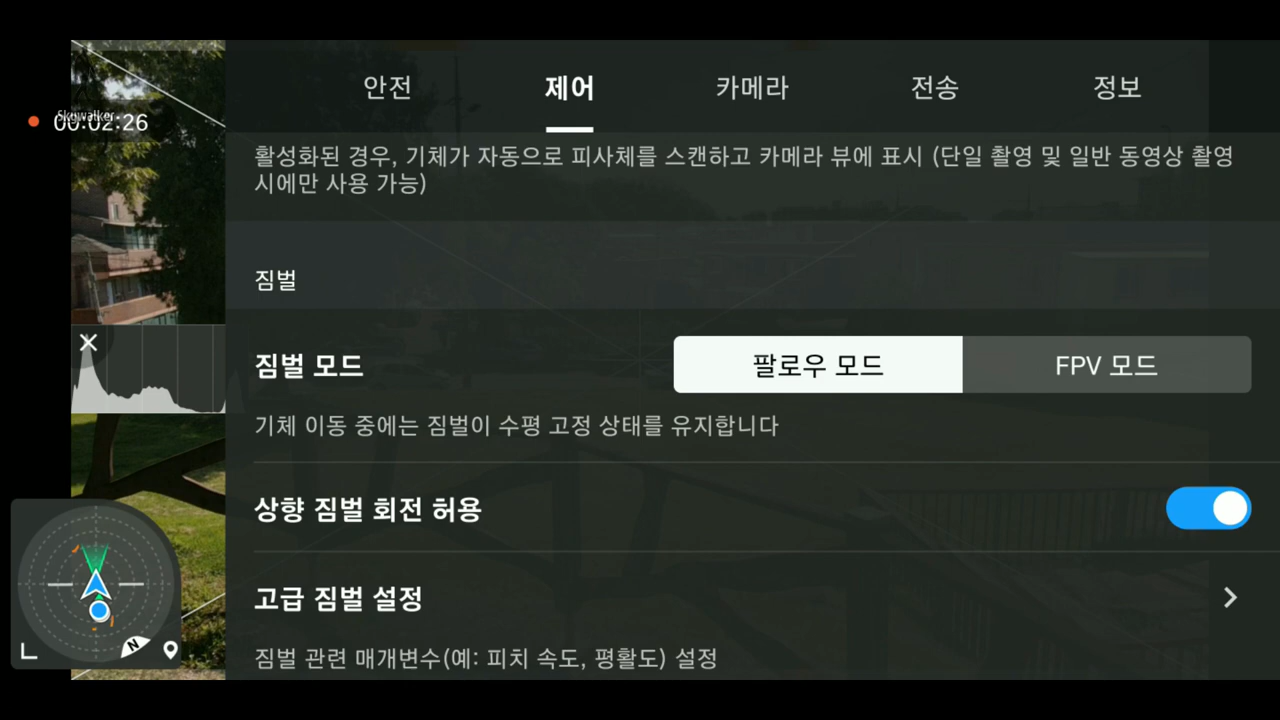 안전
제어
카메라
전송
정보
Skywalker
00:02:26
활성화된 경우, 기체가 자동으로 피사체를 스캔하고 카메라 뷰에 표시 (단일 촬영 및 일반 동영상 촬영
시에만 사용 가능)
짐벌
짐벌 모드
팔로우 모드
FPV 모드
기체 이동 중에는 짐벌이 수평 고정 상태를 유지합니다
상향 짐벌 회전 허용
고급 짐벌 설정
짐벌 관련 매개변수(예: 피치 속도, 평활도) 설정
N